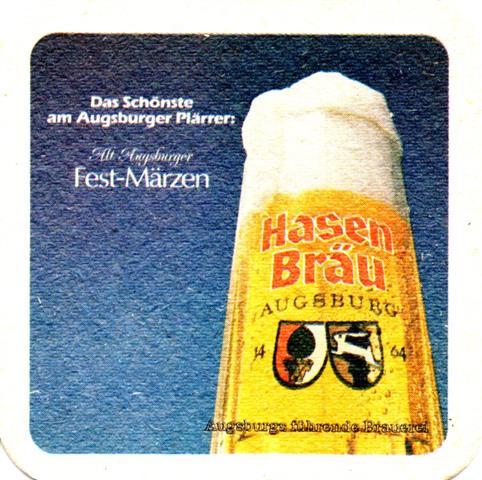 Das Schönste
am Augsburger Plärrer:
Alt Augsburger
Fest-Märzen
Hasen
Bräu
AUGSBURG
14 64
Augsburgs führende Brauerei